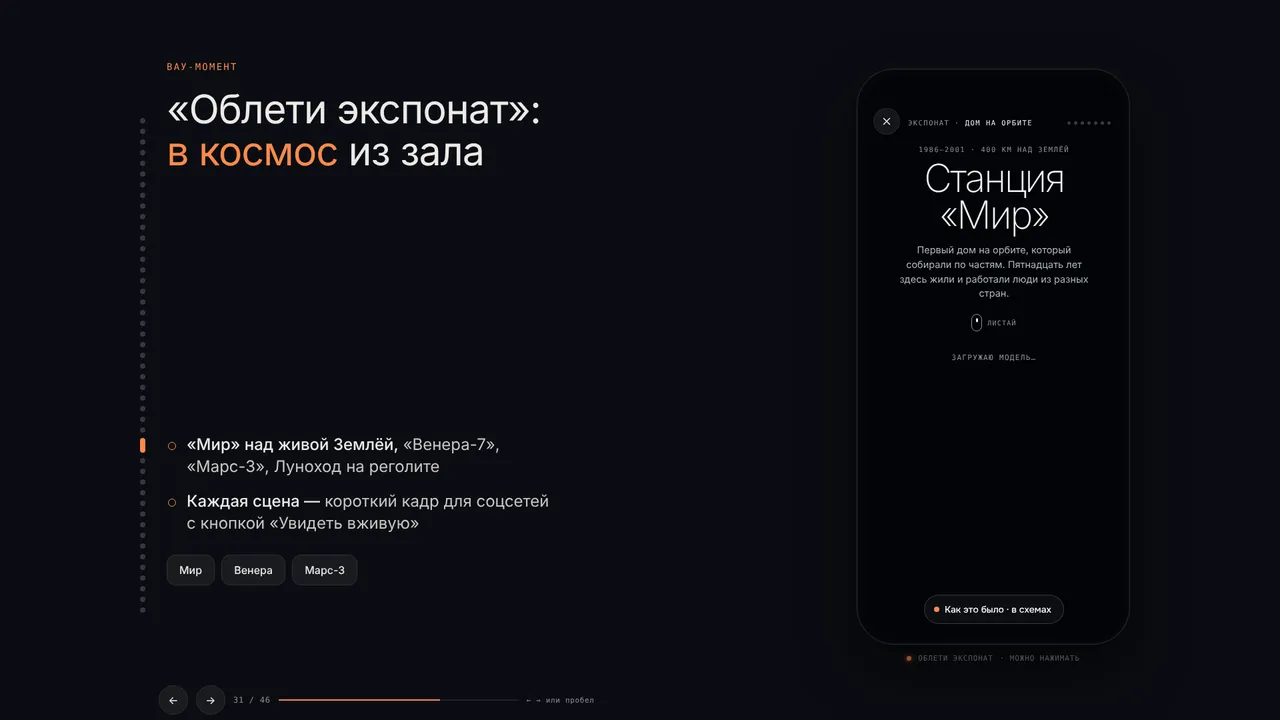 ВАУ-МОМЕНТ
«Облети экспонат»:
в космос из зала
«Мир» над живой Землёй, «Венера-7»,
«Марс-3», Луноход на реголите
Каждая сцена — короткий кадр для соцсетей
с кнопкой «Увидеть вживую»
Мир
Венера
Марс-3
31 / 46
← → или пробел
ЭКСПОНАТ · ДОМ НА ОРБИТЕ
1986–2001 · 400 КМ НАД ЗЕМЛЁЙ
Станция
«Мир»
Первый дом на орбите, который
собирали по частям. Пятнадцать лет
здесь жили и работали люди из разных
стран.
ЛИСТАЙ
ЗАГРУЖАЮ МОДЕЛЬ…
Как это было · в схемах
ОБЛЕТИ ЭКСПОНАТ · МОЖНО НАЖИМАТЬ